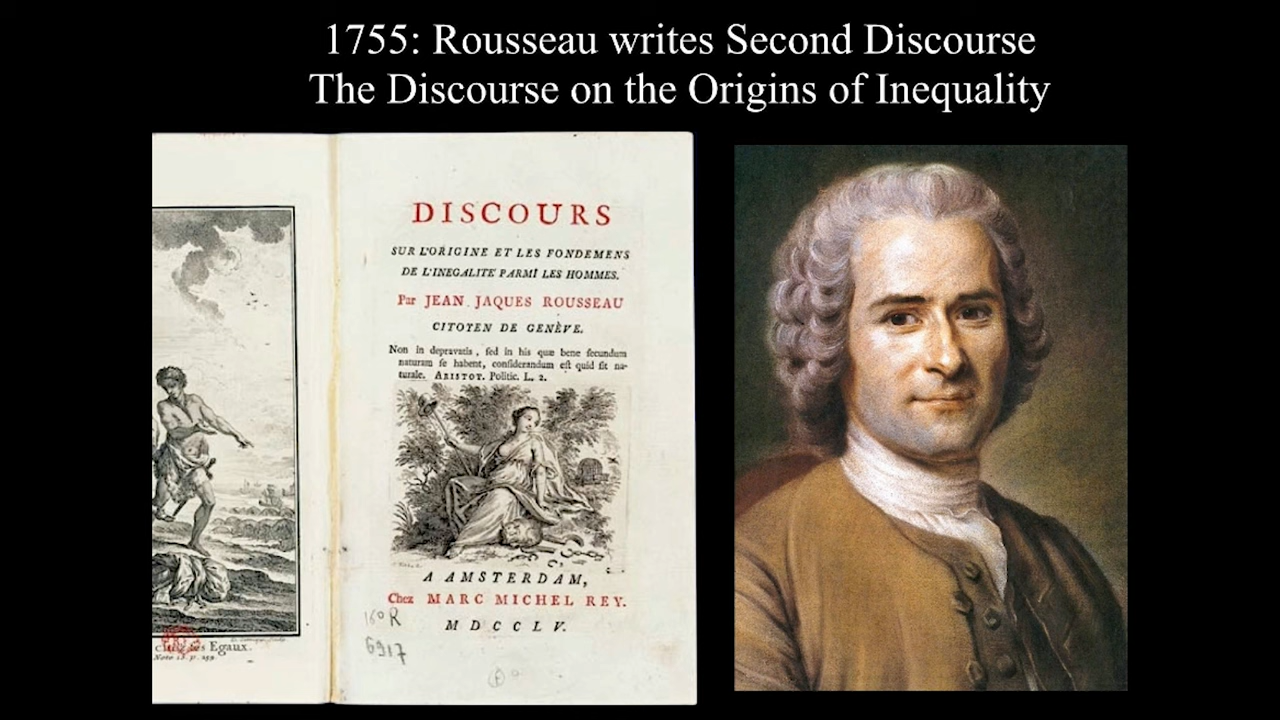 1755: Rousseau writes Second Discourse
The Discourse on the Origins of Inequality
DISCOURS
SUR L'ORIGINE ET LES FONDEMENS
DE L'INEGALITE PARMI LES HOMMES.
Par JEAN JAQUES ROUSSEAU
CITOYEN DE GENÈVE.
Non in depravatis, sed in his quæ bene secundum
naturam se habent, considerandum est quid sit na-
turale. ARISTOT. Politic. L. 2.
A AMSTERDAM,
Chez MARC MICHEL REY.
MDCCLV.
160 R
6917
Egaux.